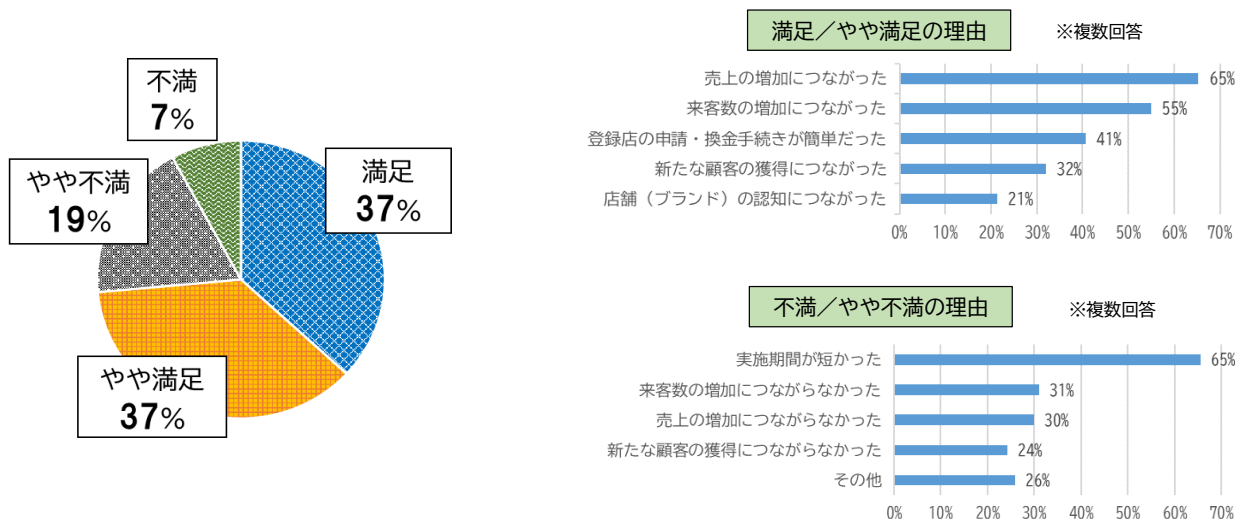 不満
7%
満足
37%
やや不満
19%
やや満足
37%
満足／やや満足の理由
※複数回答
売上の増加につながった
65%
来客数の増加につながった
55%
登録店の申請・換金手続きが簡単だった
41%
新たな顧客の獲得につながった
32%
店舗（ブランド）の認知につながった
21%
0% 10% 20% 30% 40% 50% 60% 70%
不満／やや不満の理由
※複数回答
実施期間が短かった
65%
来客数の増加につながらなかった
31%
売上の増加につながらなかった
30%
新たな顧客の獲得につながらなかった
24%
その他
26%
0% 10% 20% 30% 40% 50% 60% 70%